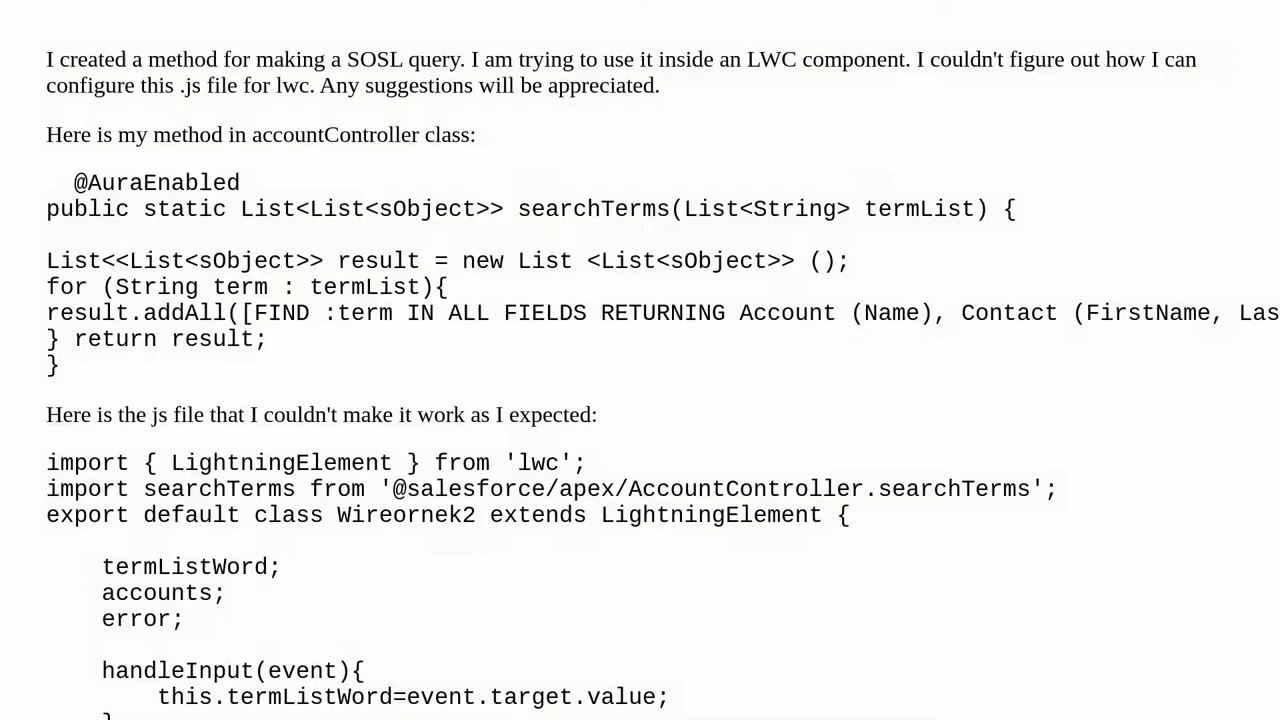 I created a method for making a SOSL query. I am trying to use it inside an LWC component. I couldn't figure out how I can
configure this .js file for lwc. Any suggestions will be appreciated.
Here is my method in accountController class:
@AuraEnabled
public static List<List<sObject>> searchTerms(List<String> termList) {
List<<List<sObject>> result = new List <List<sObject>> ();
for (String term : termList){
result.addAll([FIND :term IN ALL FIELDS RETURNING Account (Name), Contact (FirstName, Las
} return result;
}
Here is the js file that I couldn't make it work as I expected:
import { LightningElement } from 'lwc';
import searchTerms from '@salesforce/apex/AccountController.searchTerms';
export default class Wireornek2 extends LightningElement {
termListWord;
accounts;
error;
handleInput(event){
this.termListWord=event.target.value;
}